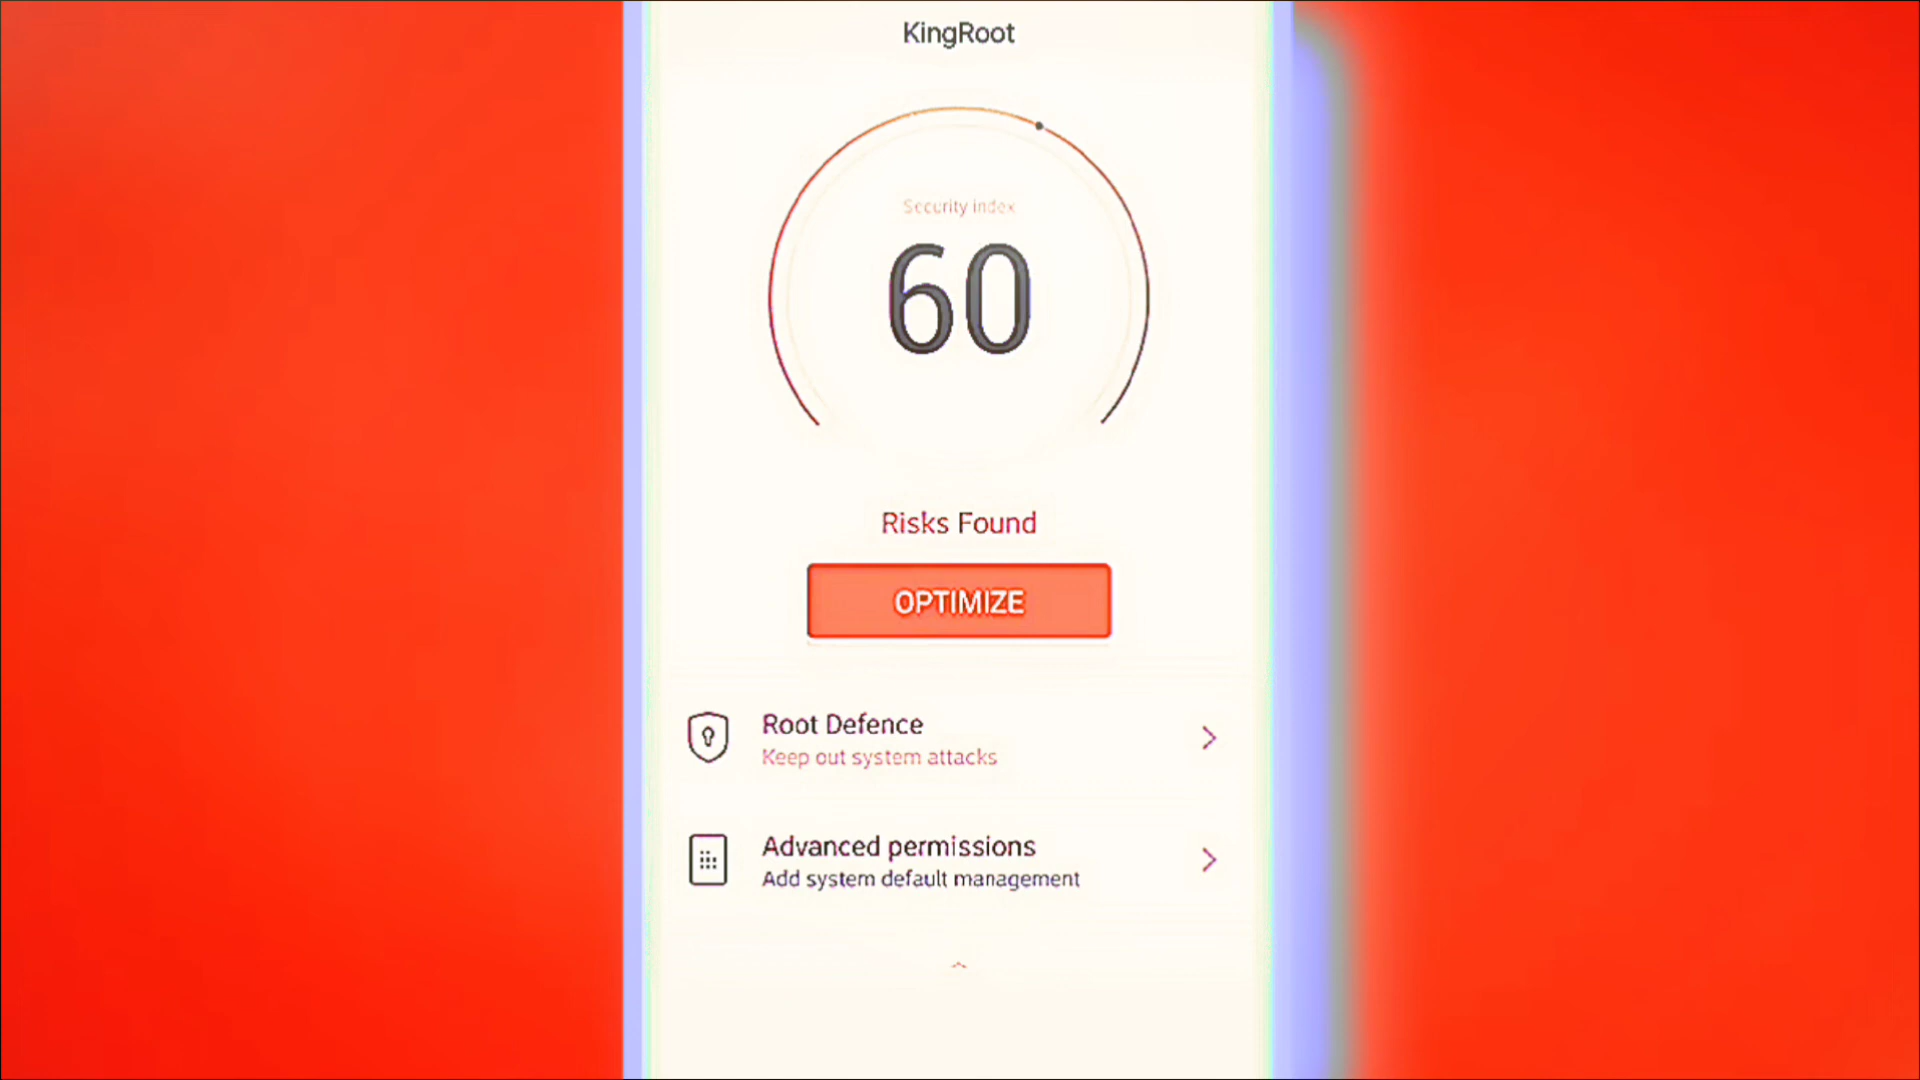 KingRoot
Security index
60
Risks Found
OPTIMIZE
Root Defence
Keep out system attacks
Advanced permissions
Add system default management